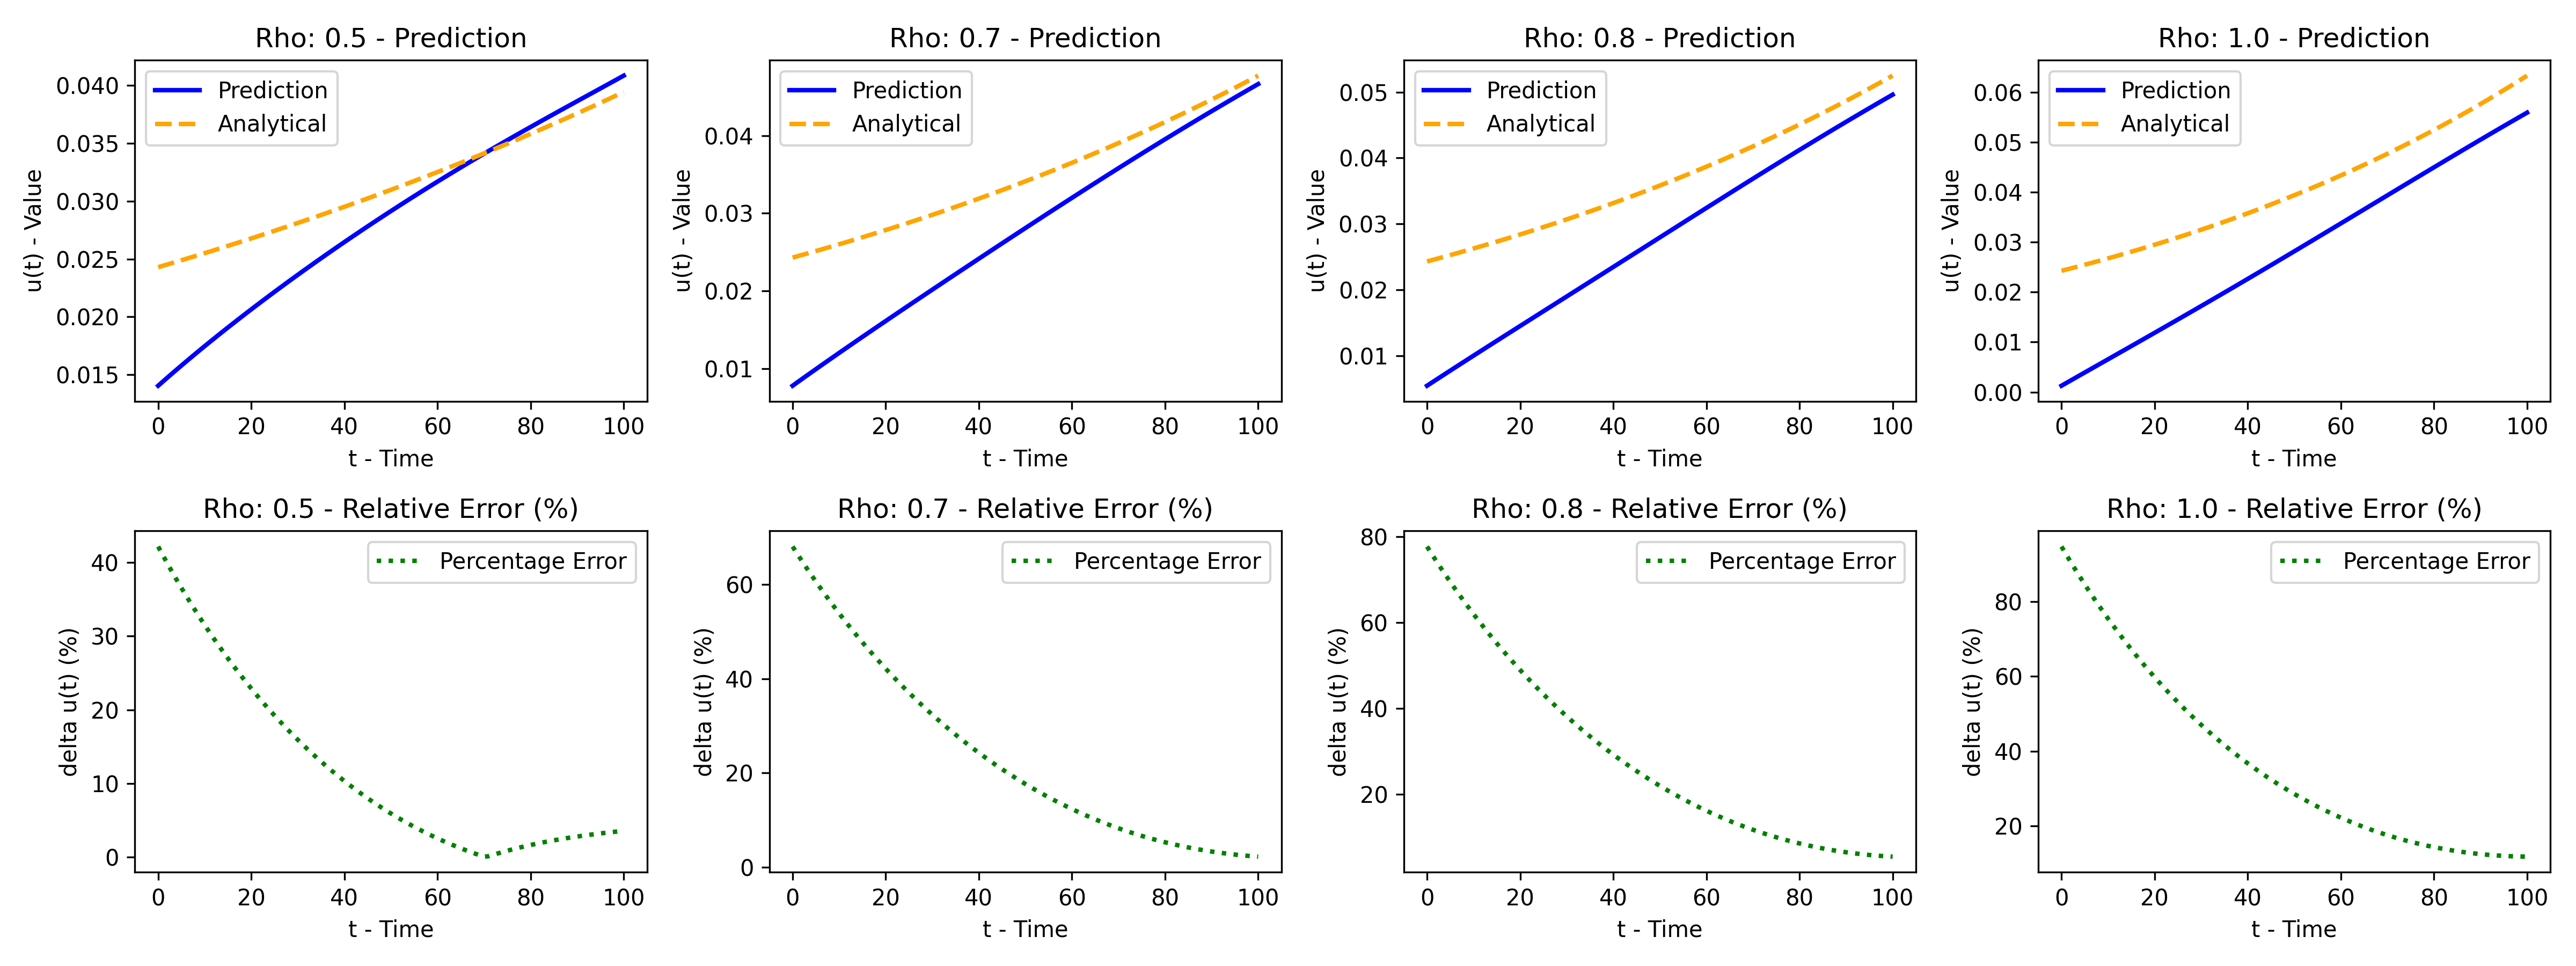 Rho: 0.5 - Prediction
0.040
0.035
0.030
0.025
0.020
0.015
u(t) - Value
Prediction
Analytical
0 20 40 60 80 100
t - Time
Rho: 0.7 - Prediction
0.04
0.03
0.02
0.01
u(t) - Value
Prediction
Analytical
0 20 40 60 80 100
t - Time
Rho: 0.8 - Prediction
0.05
0.04
0.03
0.02
0.01
u(t) - Value
Prediction
Analytical
0 20 40 60 80 100
t - Time
Rho: 1.0 - Prediction
0.06
0.05
0.04
0.03
0.02
0.01
0.00
u(t) - Value
Prediction
Analytical
0 20 40 60 80 100
t - Time
Rho: 0.5 - Relative Error (%)
40
30
20
10
0
delta u(t) (%)
Percentage Error
0 20 40 60 80 100
t - Time
Rho: 0.7 - Relative Error (%)
60
40
20
0
delta u(t) (%)
Percentage Error
0 20 40 60 80 100
t - Time
Rho: 0.8 - Relative Error (%)
80
60
40
20
delta u(t) (%)
Percentage Error
0 20 40 60 80 100
t - Time
Rho: 1.0 - Relative Error (%)
80
60
40
20
delta u(t) (%)
Percentage Error
0 20 40 60 80 100
t - Time